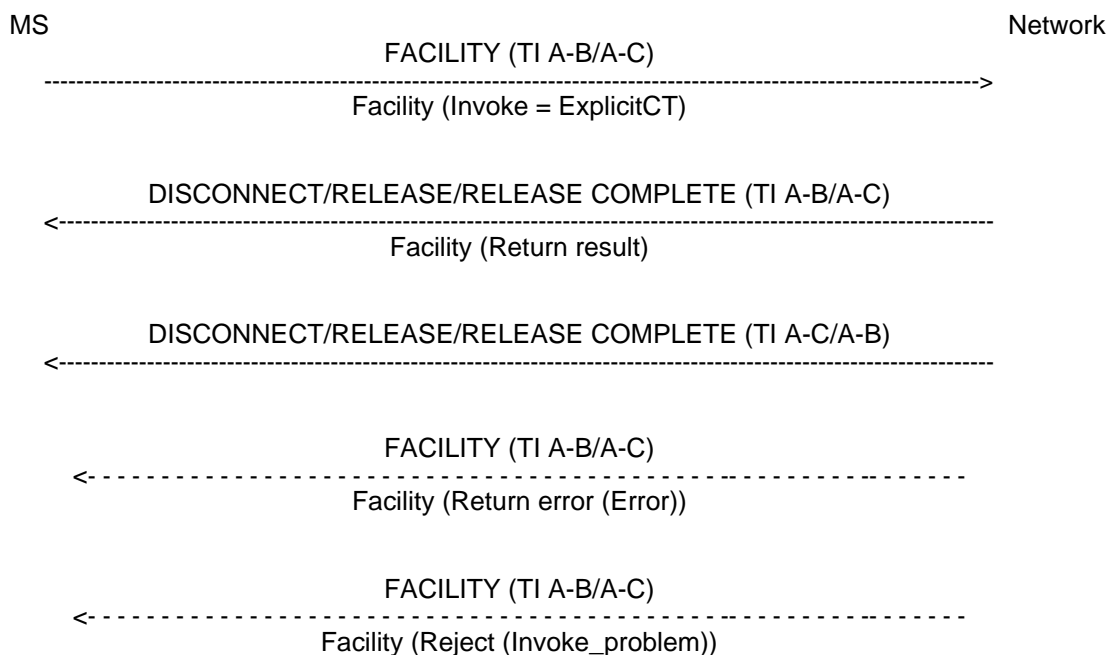 MS Network
FACILITY (TI A-B/A-C)
Facility (Invoke = ExplicitCT)
DISCONNECT/RELEASE/RELEASE COMPLETE (TI A-B/A-C)
Facility (Return result)
DISCONNECT/RELEASE/RELEASE COMPLETE (TI A-C/A-B)
FACILITY (TI A-B/A-C)
Facility (Return error (Error))
FACILITY (TI A-B/A-C)
Facility (Reject (Invoke_problem))